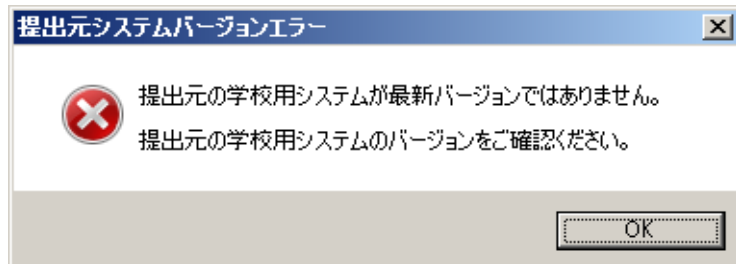 提出元システムバージョンエラー
提出元の学校用システムが最新バージョンではありません。
提出元の学校用システムのバージョンをご確認ください。
OK